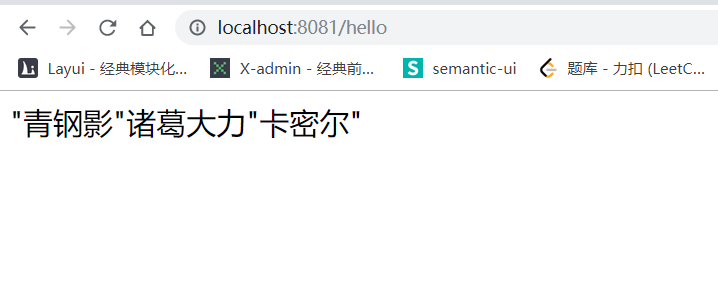 localhost:8081/hello
Layui - 经典模块化... X-admin - 经典前... semantic-ui 题库 - 力扣 (LeetC...
"青钢影"诸葛大力"卡密尔"